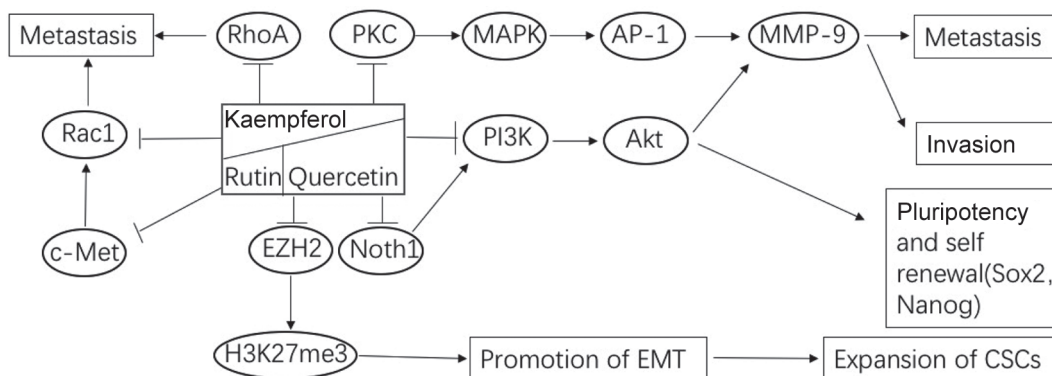 Metastasis
RhoA
PKC
MAPK
AP-1
MMP-9
Metastasis
Kaempferol
Rac1
PI3K
Akt
Invasion
Rutin
Quercetin
c-Met
EZH2
Noth1
Pluripotency
and self
renewal(Sox2,
Nanog)
H3K27me3
Promotion of EMT
Expansion of CSCs